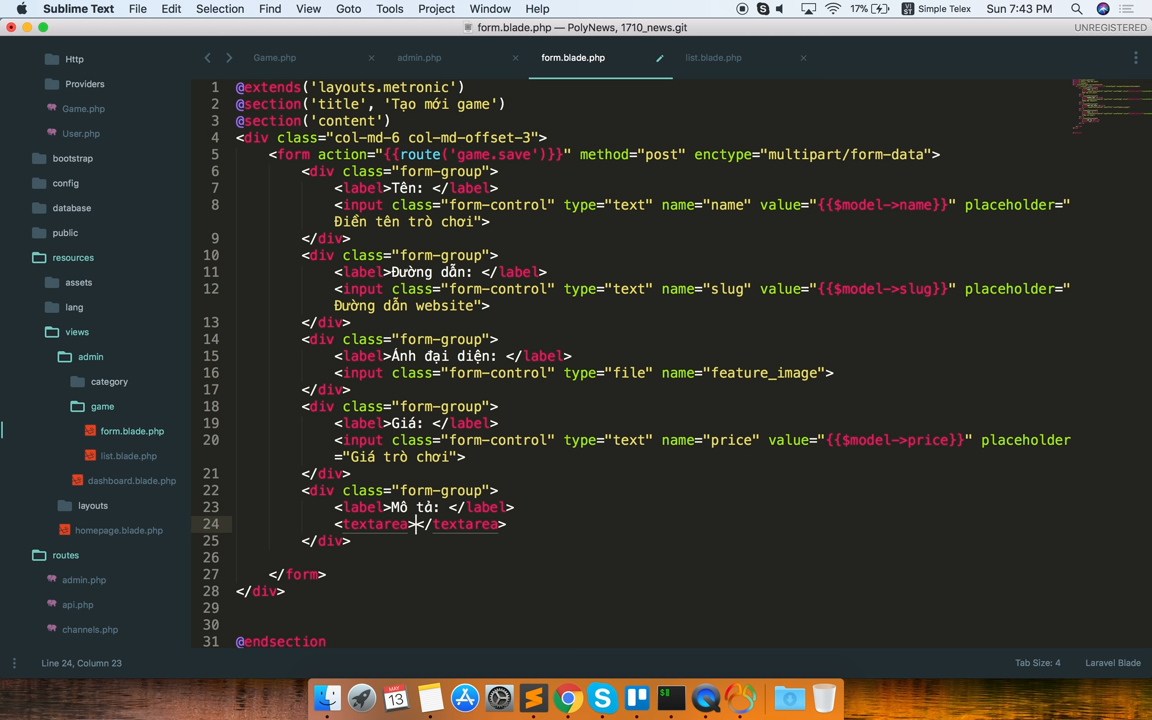 Sublime Text File Edit Selection Find View Goto Tools Project Window Help 17% VI ST Simple Telex Sun 7:43 PM
form.blade.php — PolyNews, 1710_news.git UNREGISTERED
Http
Providers
Game.php
User.php
bootstrap
config
database
public
resources
assets
lang
views
admin
category
game
form.blade.php
list.blade.php
dashboard.blade.php
layouts
homepage.blade.php
routes
admin.php
api.php
channels.php
Game.php admin.php form.blade.php list.blade.php
1 @extends('layouts.metronic')
2 @section('title', 'Tạo mới game')
3 @section('content')
4 <div class="col-md-6 col-md-offset-3">
5 <form action="{{route('game.save')}}" method="post" enctype="multipart/form-data">
6 <div class="form-group">
7 <label>Tên: </label>
8 <input class="form-control" type="text" name="name" value="{{$model->name}}" placeholder="
Điền tên trò chơi">
9 </div>
10 <div class="form-group">
11 <label>Đường dẫn: </label>
12 <input class="form-control" type="text" name="slug" value="{{$model->slug}}" placeholder="
Đường dẫn website">
13 </div>
14 <div class="form-group">
15 <label>Ảnh đại diện: </label>
16 <input class="form-control" type="file" name="feature_image">
17 </div>
18 <div class="form-group">
19 <label>Giá: </label>
20 <input class="form-control" type="text" name="price" value="{{$model->price}}" placeholder
="Giá trò chơi">
21 </div>
22 <div class="form-group">
23 <label>Mô tả: </label>
24 <textarea></textarea>
25 </div>
26
27 </form>
28 </div>
29
30
31 @endsection
Line 24, Column 23 Tab Size: 4 Laravel Blade
MAY
13